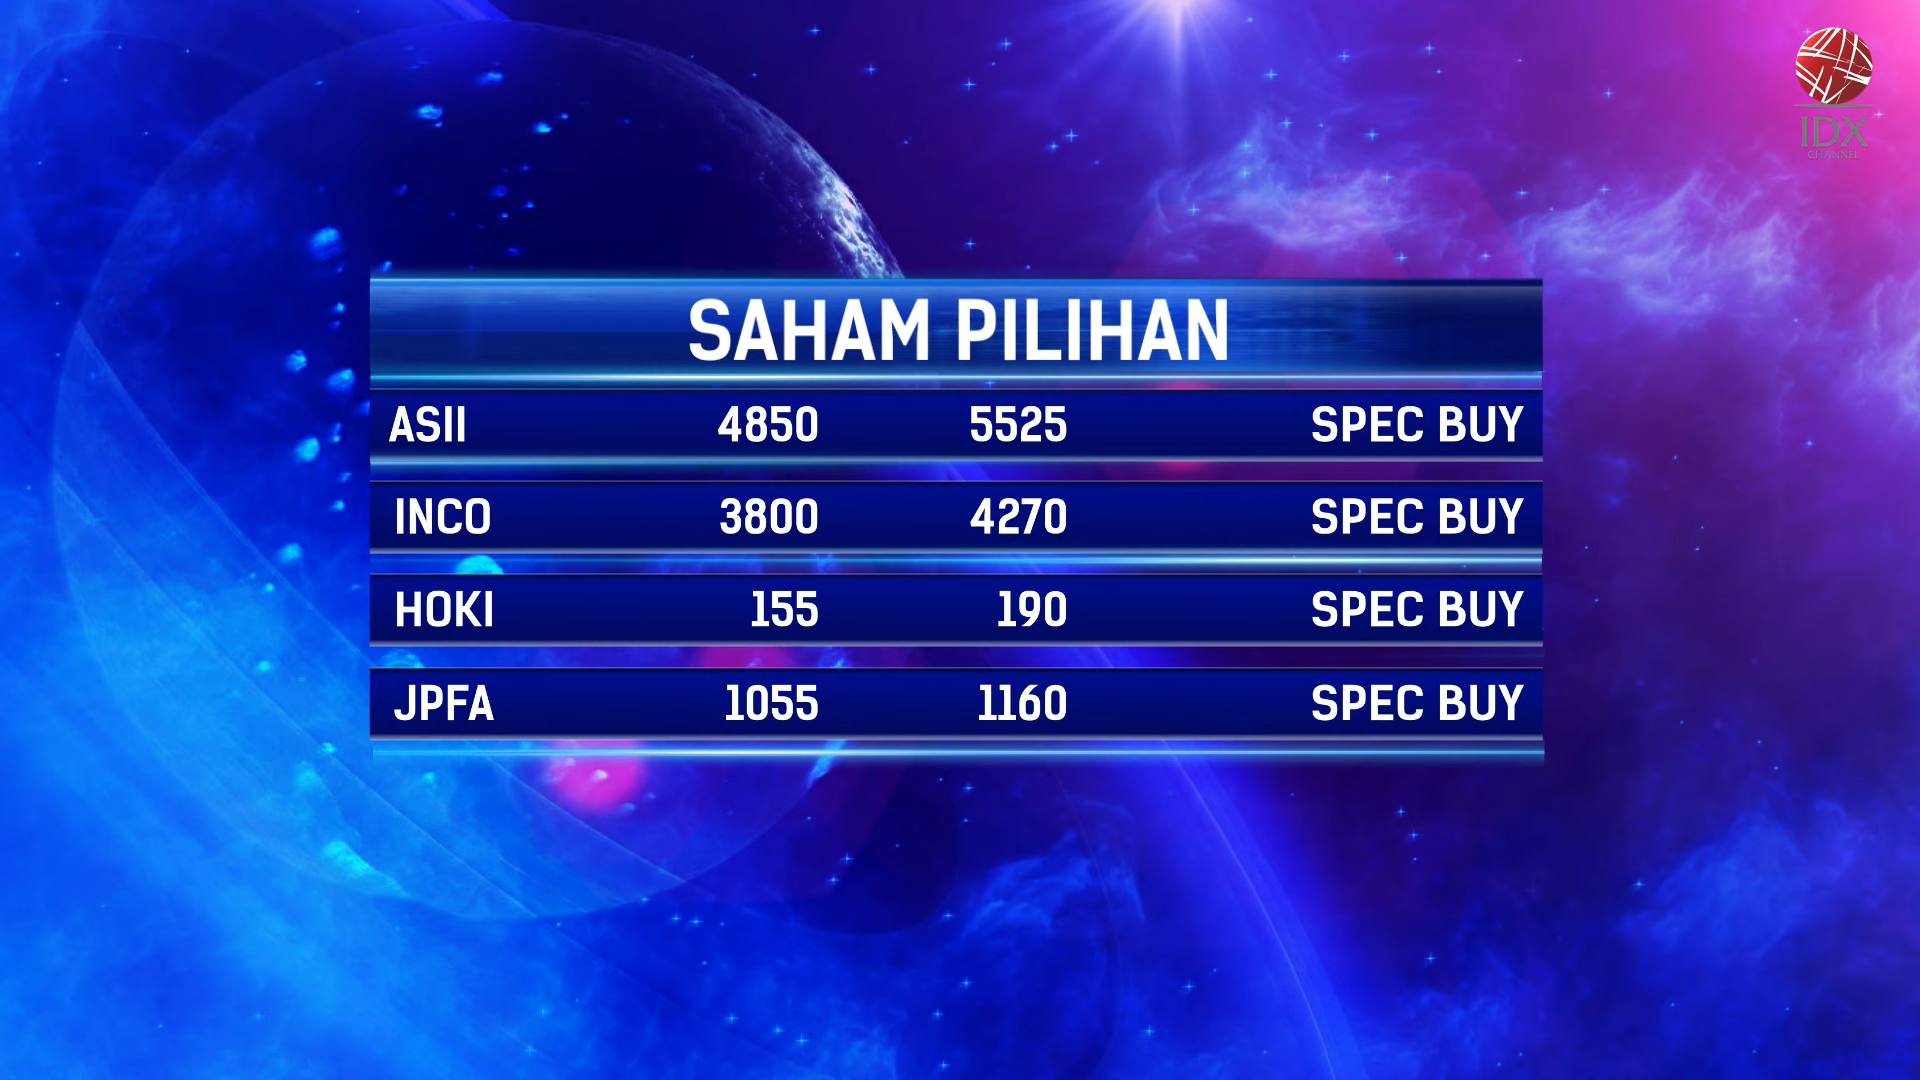 IDX
CHANNEL
SAHAM PILIHAN
ASII 4850 5525 SPEC BUY
INCO 3800 4270 SPEC BUY
HOKI 155 190 SPEC BUY
JPFA 1055 1160 SPEC BUY